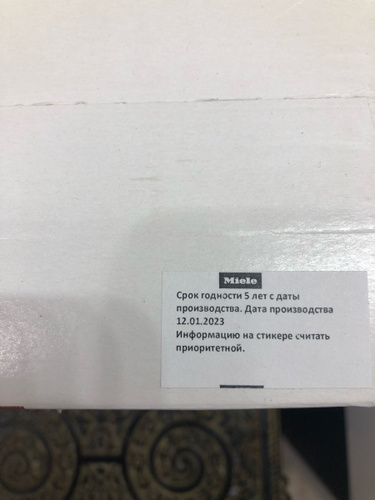 Miele
Срок годности 5 лет с даты
производства. Дата производства
12.01.2023
Информацию на стикере считать
приоритетной.